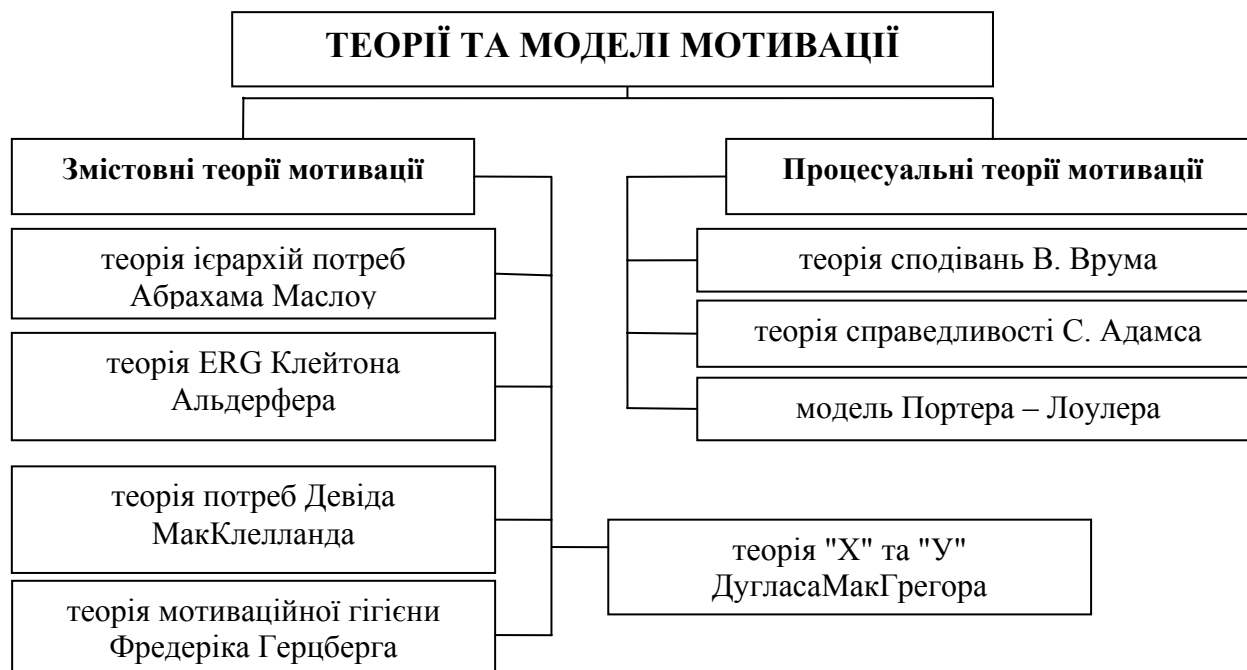 ТЕОРІЇ ТА МОДЕЛІ МОТИВАЦІЇ
Змістовні теорії мотивації
теорія ієрархій потреб
Абрахама Маслоу
теорія ERG Клейтона
Альдерфера
теорія потреб Девіда
МакКлелланда
теорія мотиваційної гігієни
Фредеріка Герцберга
Процесуальні теорії мотивації
теорія сподівань В. Врума
теорія справедливості С. Адамса
модель Портера – Лоулера
теорія "Х" та "У"
ДугласаМакГрегора